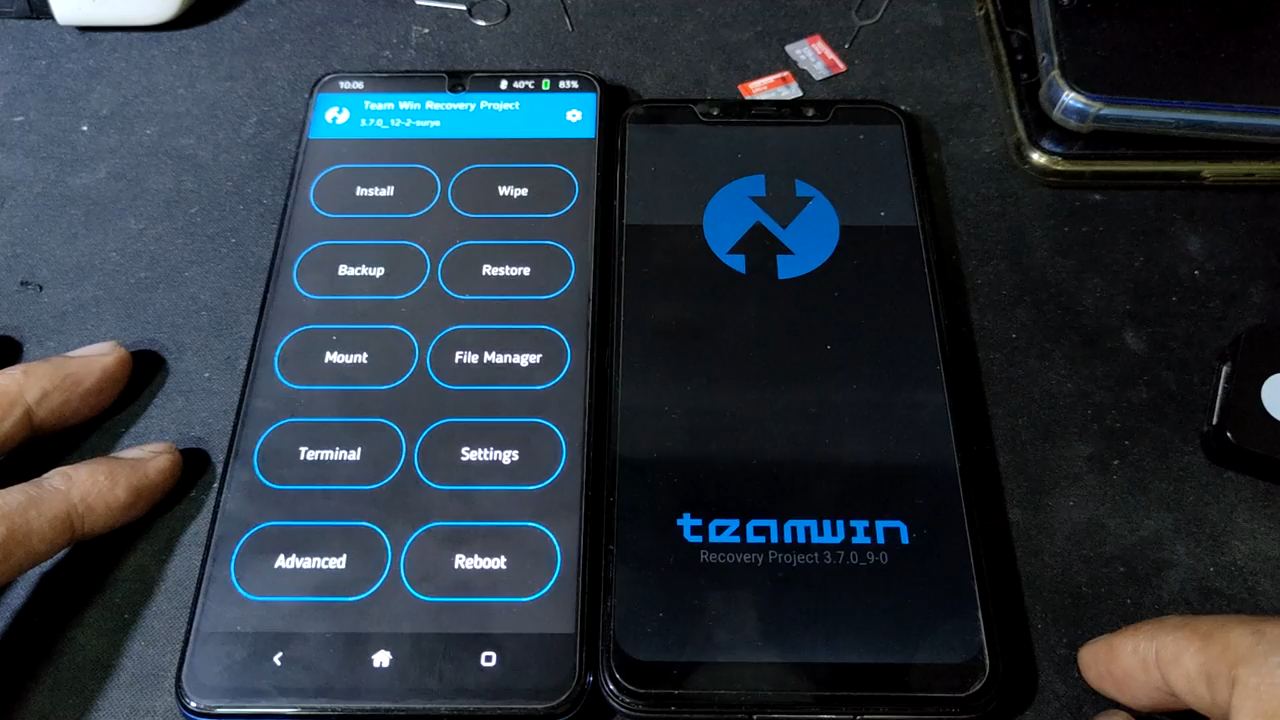 10:06 40°C 83%
Team Win Recovery Project
3.7.0_12-2-surya
Install Wipe
Backup Restore
Mount File Manager
Terminal Settings
Advanced Reboot
teamwin
Recovery Project 3.7.0_9-0